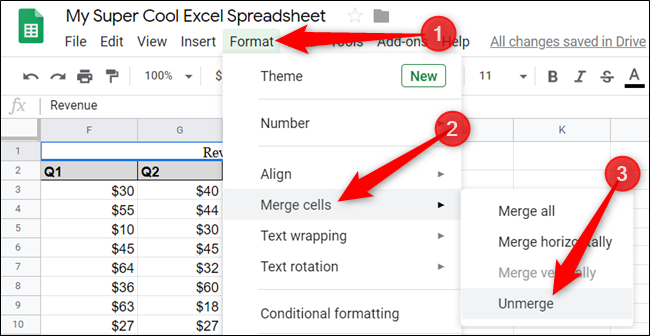 My Super Cool Excel Spreadsheet
File Edit View Insert Format Tools Add-ons Help All changes saved in Drive
1
100% $ 11 B I S A
Theme New
fx Revenue
Number
2
F G J K
1 Rev
2 Q1 Q2
Align
3
3 $30 $40
Merge cells
4 $55 $44
Merge all
5 $10 $30
Text wrapping
Merge horizontally
6 $45 $45
Text rotation
Merge vertically
7 $64 $32
8 $36 $60
Unmerge
9 $63 $18
Conditional formatting
10 $27 $27